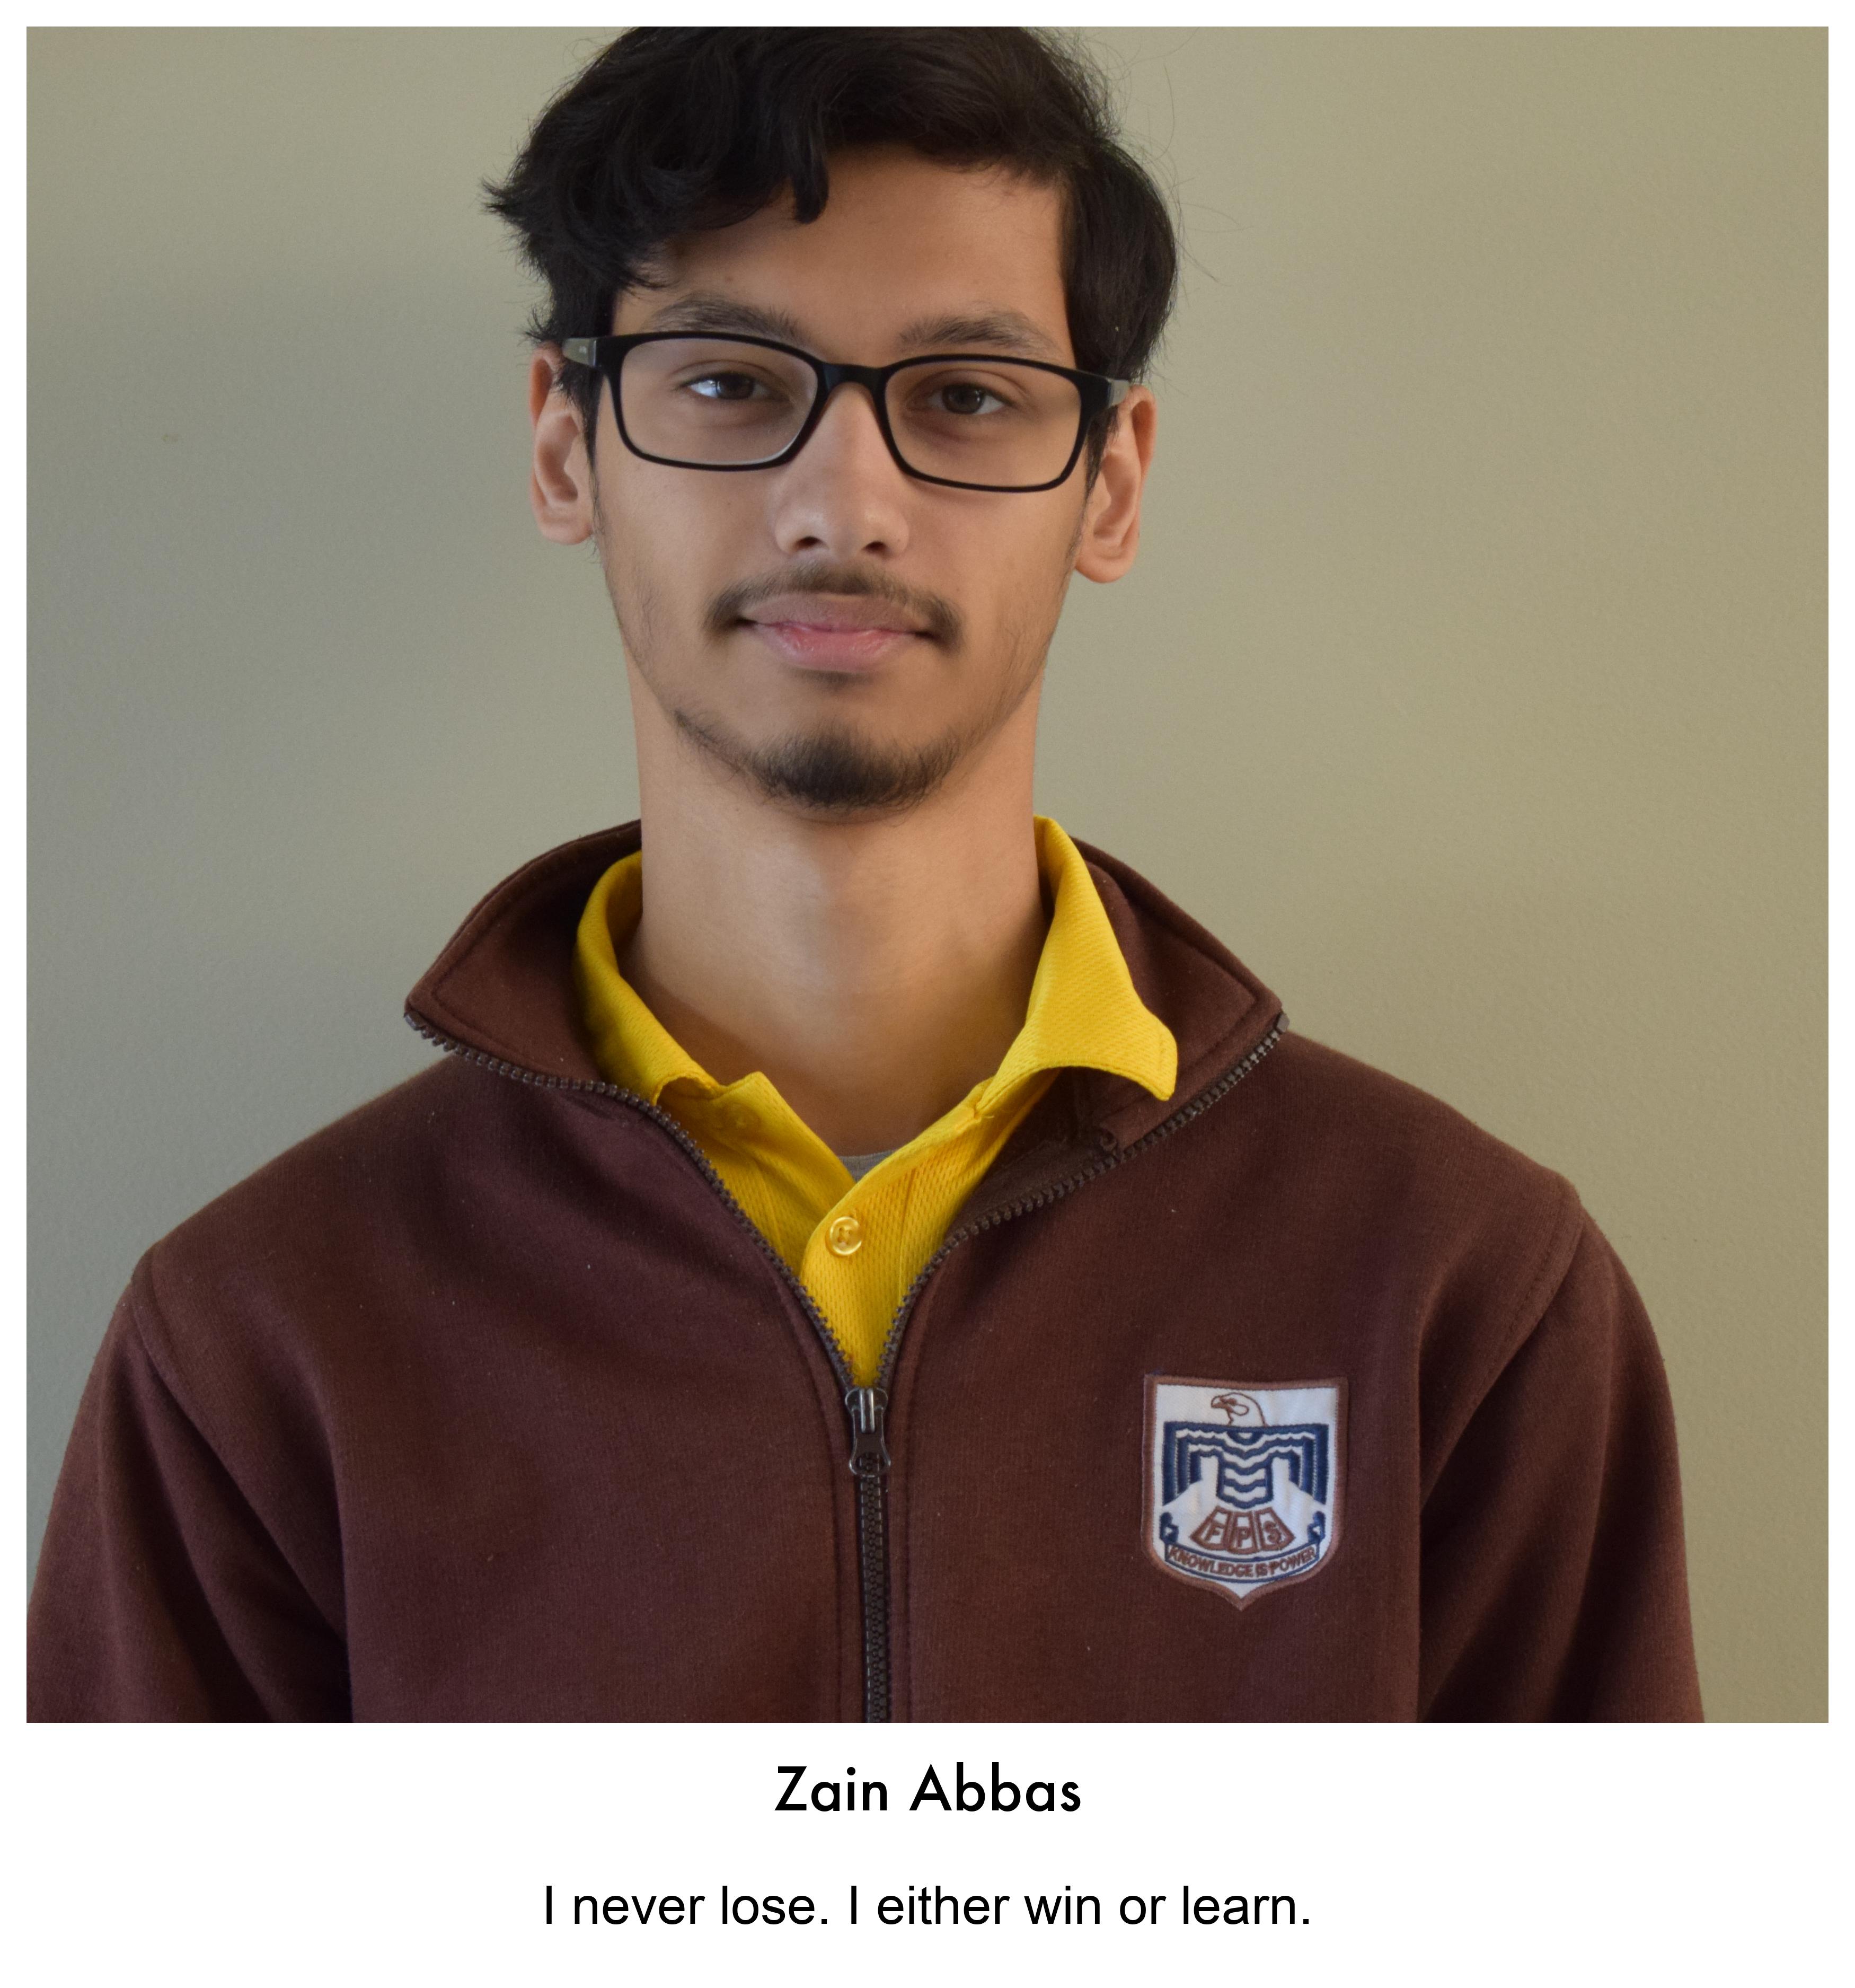 FPS
KNOWLEDGE IS POWER
Zain Abbas
I never lose. I either win or learn.